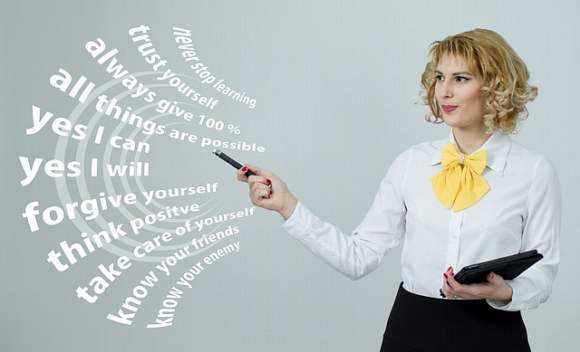 never stop learning
trust yourself
always give 100 %
all things are possible
yes I can
yes I will
forgive yourself
think positve
take care of yourself
know your friends
know your enemy